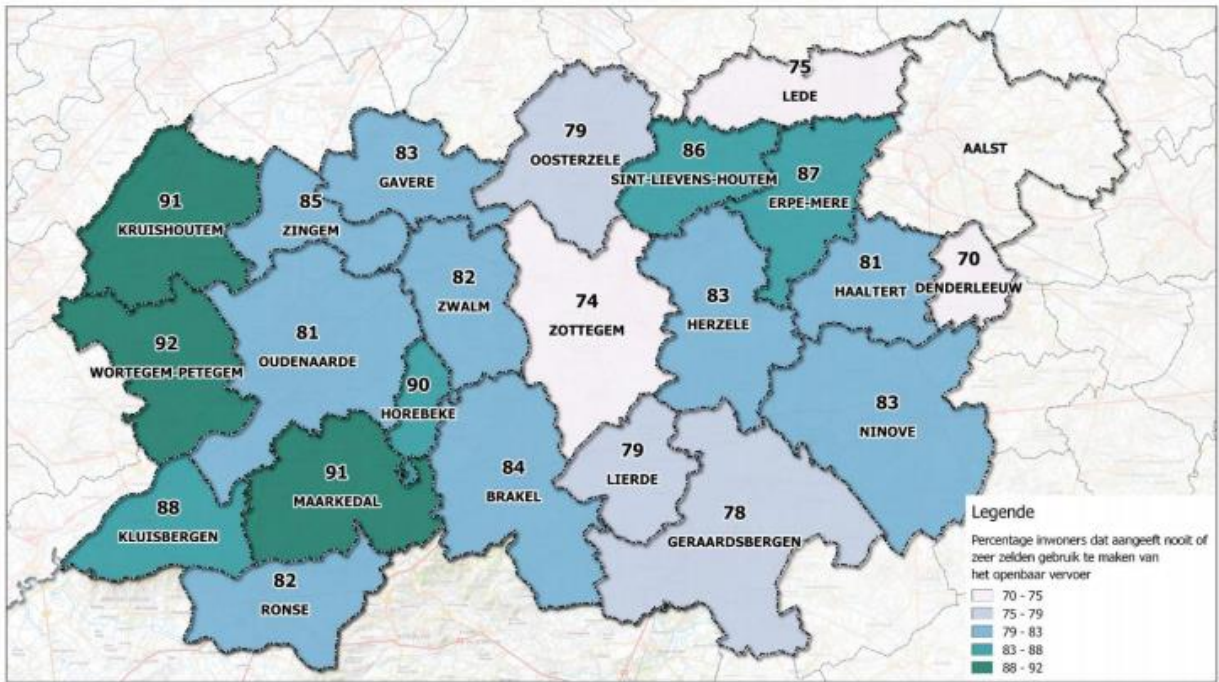 75
LEDE
79
OOSTERZELE
86
SINT-LIEVENS-HOUTEM
AALST
83
GAVERE
87
ERPE-MERE
91
KRUISHOUTEM
85
ZINGEM
82
ZWALM
81
HAALTERT
70
DENDERLEEUW
74
ZOTTEGEM
83
HERZELE
81
OUDENAARDE
92
WORTEGEM-PETEGEM
90
HOREBEKE
83
NINOVE
84
BRAKEL
79
LIERDE
91
MAARKEDAL
88
KLUISBERGEN
78
GERAARDSBERGEN
82
RONSE
Legende
Percentage inwoners dat aangeeft nooit of
zeer zelden gebruik te maken van
het openbaar vervoer
70 - 75
75 - 79
79 - 83
83 - 88
88 - 92